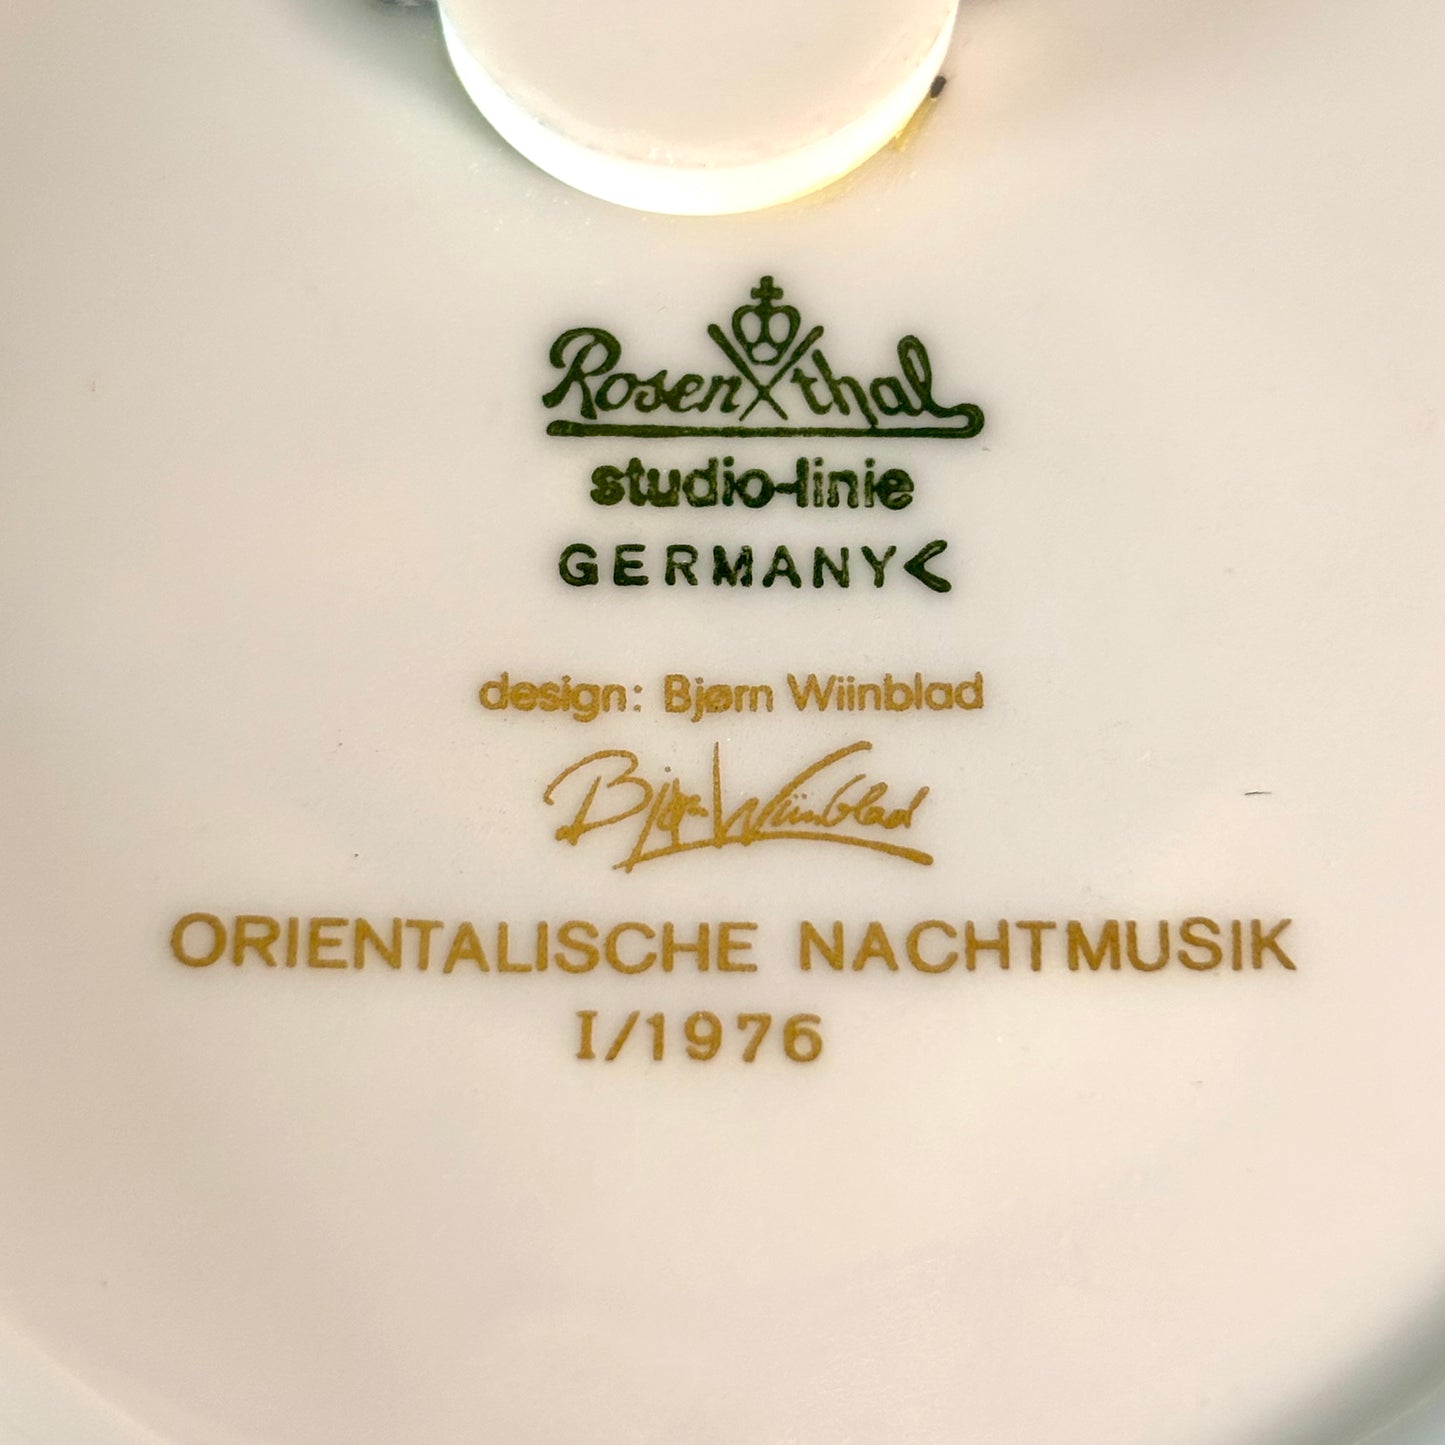 Rosenthal
studio-linie
GERMANY<
design: Bjørn Wiinblad
Bjørn Wiinblad
ORIENTALISCHE NACHTMUSIK
I/1976